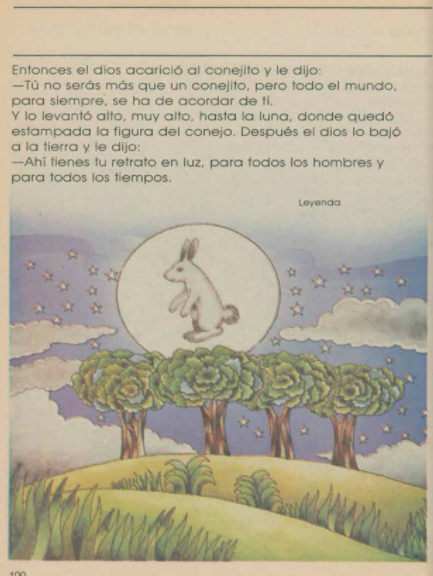 Entonces el dios acarició al conejito y le dijo:
—Tú no serás más que un conejito, pero todo el mundo,
para siempre, se ha de acordar de ti.
Y lo levantó alto, muy alto, hasta la luna, donde quedó
estampada la figura del conejo. Después el dios lo bajó
a la tierra y le dijo:
—Ahí tienes tu retrato en luz, para todos los hombres y
para todos los tiempos.
Leyenda